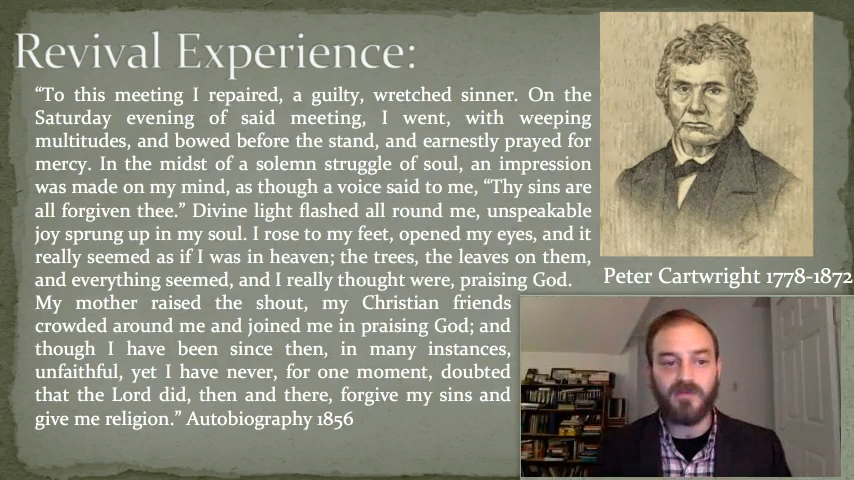 Revival Experience:
“To this meeting I repaired, a guilty, wretched sinner. On the
Saturday evening of said meeting, I went, with weeping
multitudes, and bowed before the stand, and earnestly prayed for
mercy. In the midst of a solemn struggle of soul, an impression
was made on my mind, as though a voice said to me, “Thy sins are
all forgiven thee.” Divine light flashed all round me, unspeakable
joy sprung up in my soul. I rose to my feet, opened my eyes, and it
really seemed as if I was in heaven; the trees, the leaves on them,
and everything seemed, and I really thought were, praising God.
My mother raised the shout, my Christian friends
crowded around me and joined me in praising God; and
though I have been since then, in many instances,
unfaithful, yet I have never, for one moment, doubted
that the Lord did, then and there, forgive my sins and
give me religion.” Autobiography 1856
Peter Cartwright 1778-1872